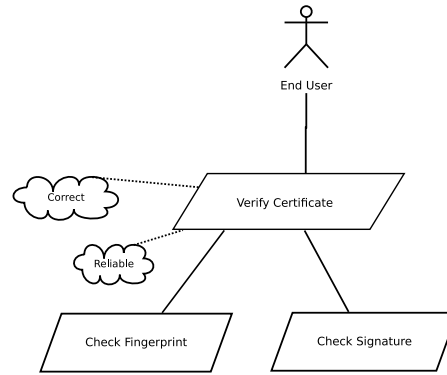 End User
Correct
Verify Certificate
Reliable
Check Fingerprint
Check Signature